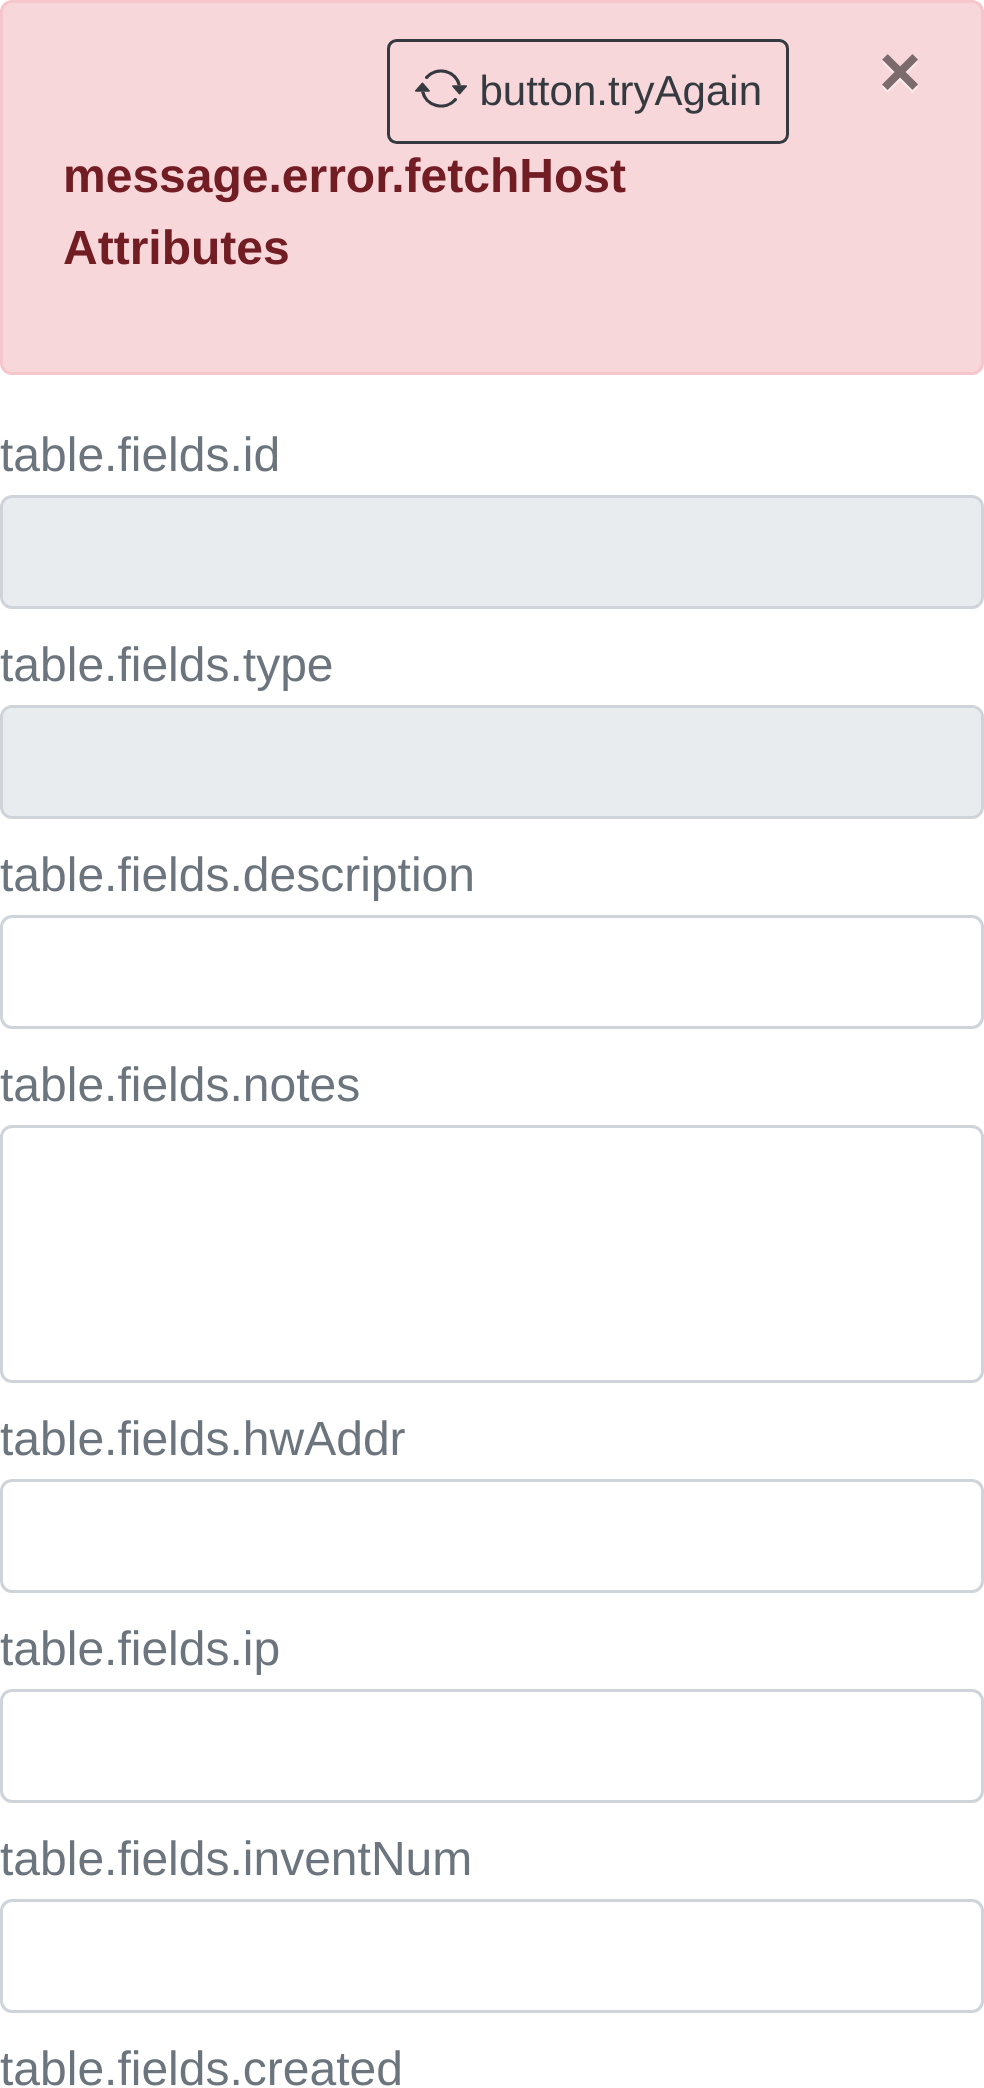 button.tryAgain
×
message.error.fetchHost
Attributes
table.fields.id
table.fields.type
table.fields.description
table.fields.notes
table.fields.hwAddr
table.fields.ip
table.fields.inventNum
table.fields.created